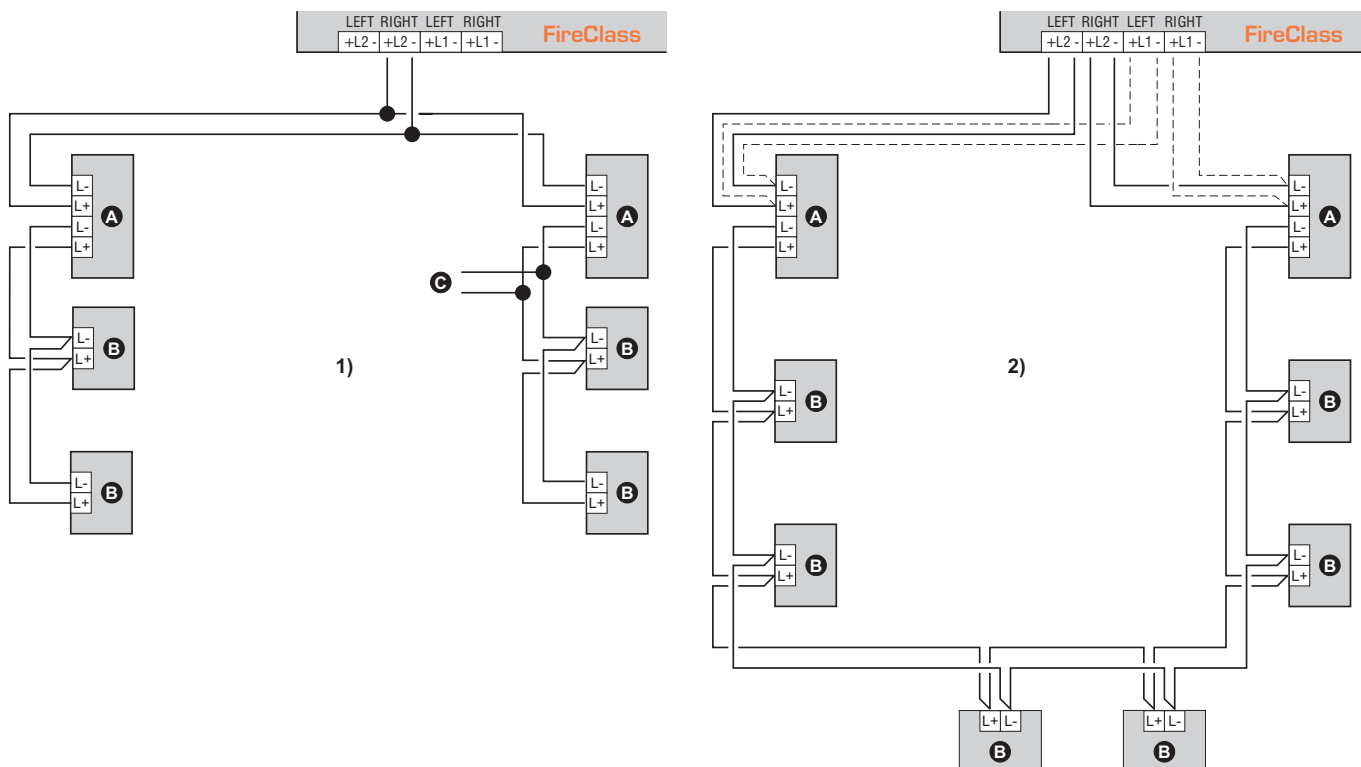 LEFT RIGHT LEFT RIGHT
+L2 - +L2 - +L1 - +L1 -
FireClass
L-
L+
L-
L+
A
L-
L+
B
L-
L+
B
1)
L-
L+
L-
L+
A
C
L-
L+
B
L-
L+
B
LEFT RIGHT LEFT RIGHT
+L2 - +L2 - +L1 - +L1 -
FireClass
L-
L+
L-
L+
A
L-
L+
B
L-
L+
B
2)
L-
L+
L-
L+
A
L-
L+
B
L-
L+
B
L+ L-
B
L+ L-
B